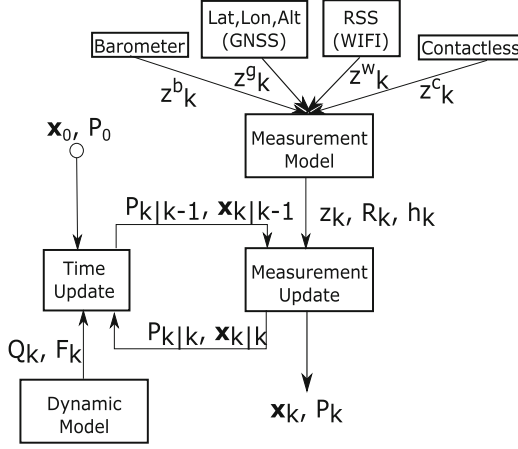 Lat,Lon,Alt
(GNSS)
RSS
(WIFI)
Barometer
Contactless
z^b_k
z^g_k
z^w_k
z^c_k
x_0, P_0
Measurement
Model
P_k|k-1, x_k|k-1
z_k, R_k, h_k
Time
Update
Measurement
Update
P_k|k, x_k|k
Q_k, F_k
Dynamic
Model
x_k, P_k